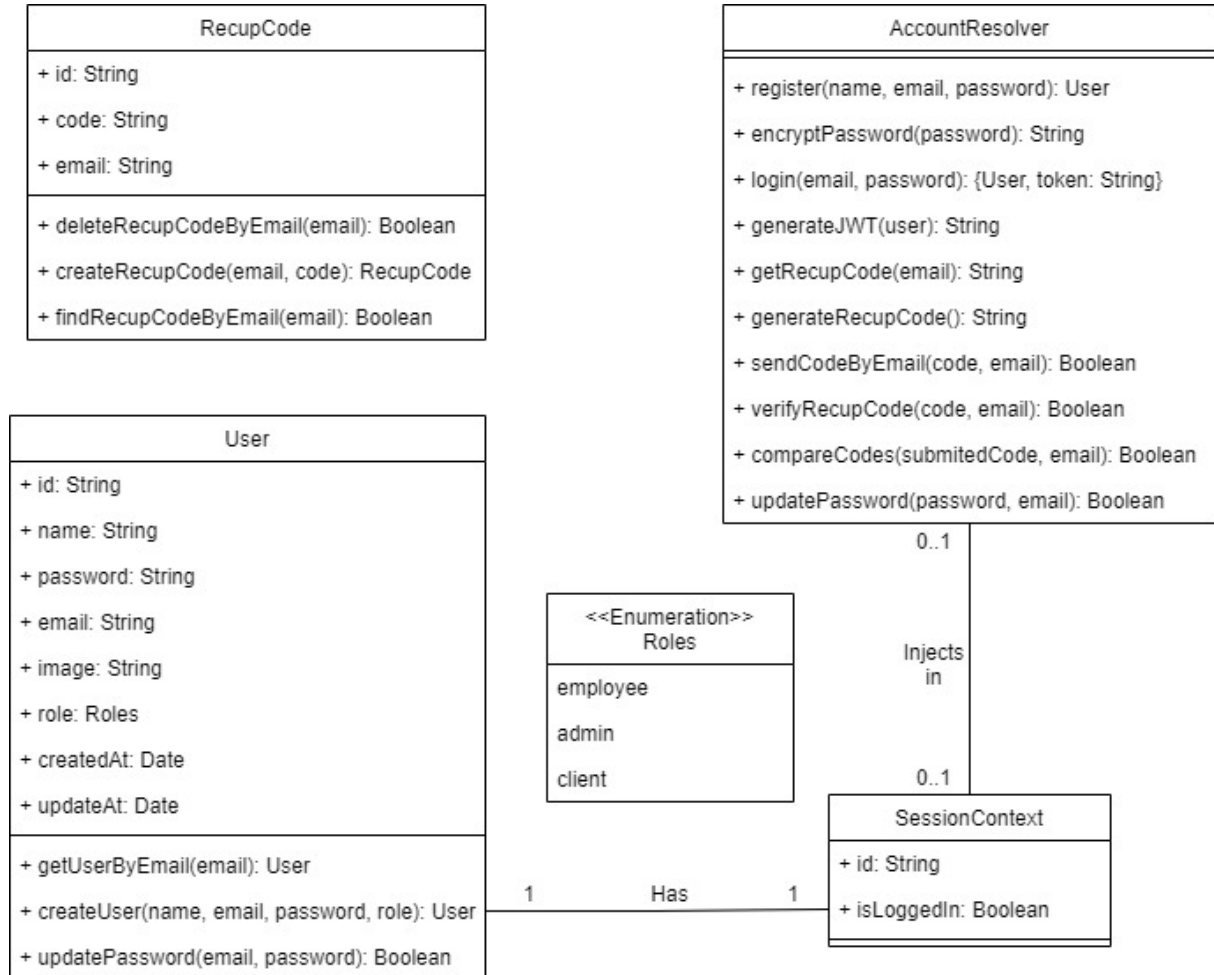 RecupCode
+ id: String
+ code: String
+ email: String
+ deleteRecupCodeByEmail(email): Boolean
+ createRecupCode(email, code): RecupCode
+ findRecupCodeByEmail(email): Boolean
AccountResolver
+ register(name, email, password): User
+ encryptPassword(password): String
+ login(email, password): {User, token: String}
+ generateJWT(user): String
+ getRecupCode(email): String
+ generateRecupCode(): String
+ sendCodeByEmail(code, email): Boolean
+ verifyRecupCode(code, email): Boolean
+ compareCodes(submitedCode, email): Boolean
+ updatePassword(password, email): Boolean
User
+ id: String
+ name: String
+ password: String
+ email: String
+ image: String
+ role: Roles
+ createdAt: Date
+ updateAt: Date
+ getUserByEmail(email): User
+ createUser(name, email, password, role): User
+ updatePassword(email, password): Boolean
<<Enumeration>>
Roles
employee
admin
client
0..1
Injects
in
0..1
SessionContext
+ id: String
+ isLoggedIn: Boolean
1
Has
1